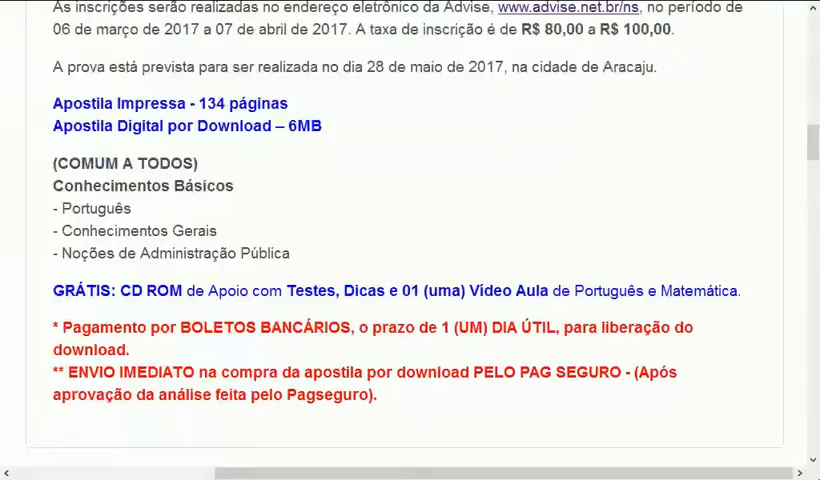 As inscrições serão realizadas no endereço eletrônico da Advise, www.advise.net.br/ns, no período de
06 de março de 2017 a 07 de abril de 2017. A taxa de inscrição é de R$ 80,00 a R$ 100,00.
A prova está prevista para ser realizada no dia 28 de maio de 2017, na cidade de Aracaju.
Apostila Impressa - 134 páginas
Apostila Digital por Download – 6MB
(COMUM A TODOS)
Conhecimentos Básicos
- Português
- Conhecimentos Gerais
- Noções de Administração Pública
GRÁTIS: CD ROM de Apoio com Testes, Dicas e 01 (uma) Vídeo Aula de Português e Matemática.
* Pagamento por BOLETOS BANCÁRIOS, o prazo de 1 (UM) DIA ÚTIL, para liberação do
download.
** ENVIO IMEDIATO na compra da apostila por download PELO PAG SEGURO - (Após
aprovação da análise feita pelo Pagseguro).